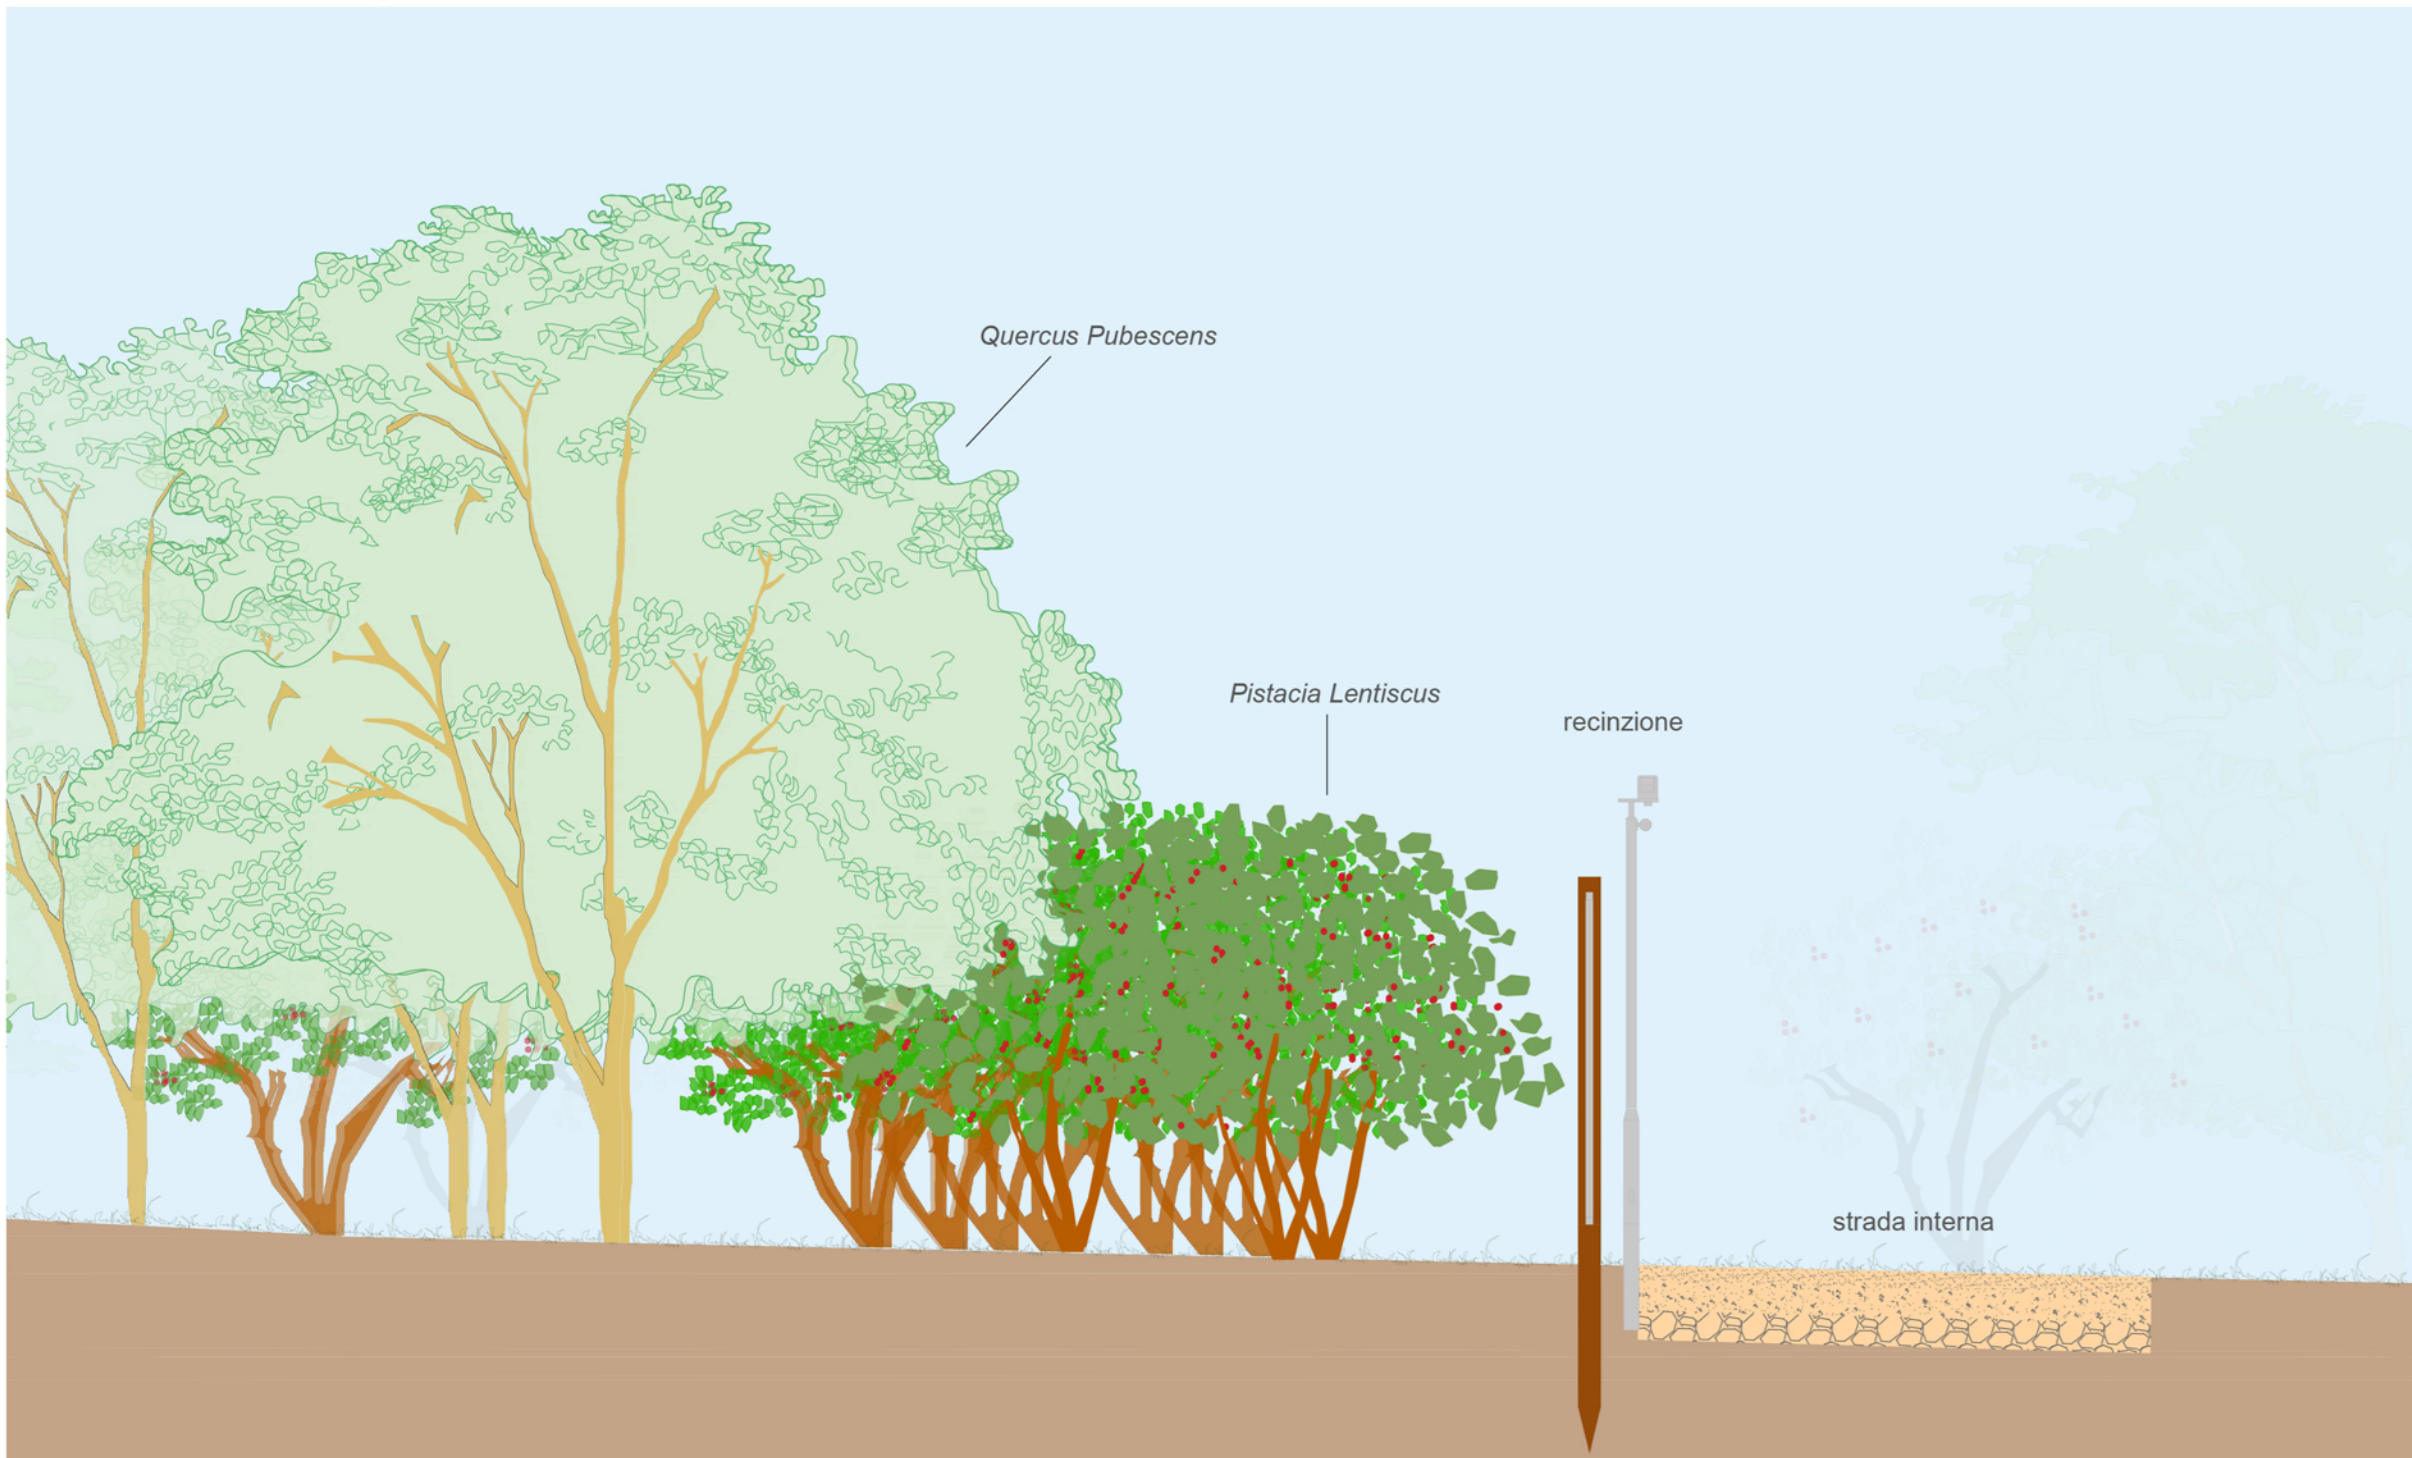 Quercus Pubescens
Pistacia Lentiscus
recinzione
strada interna